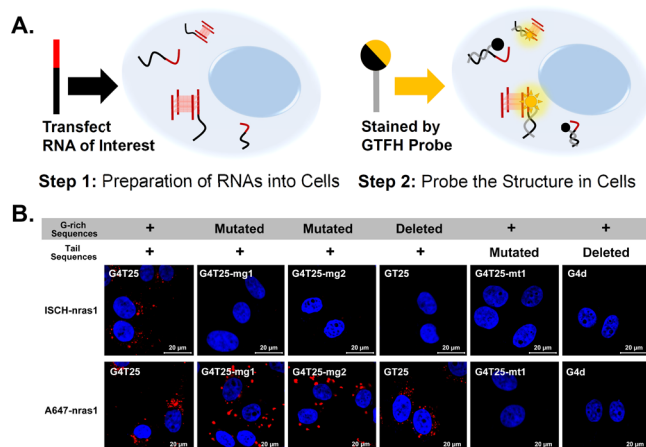 A.
Transfect
RNA of Interest
Stained by
GTFH Probe
Step 1: Preparation of RNAs into Cells
Step 2: Probe the Structure in Cells
B.
G-rich Sequences + Mutated Mutated Deleted + +
Tail Sequences + + + + Mutated Deleted
ISCH-nras1
G4T25 G4T25-mg1 G4T25-mg2 GT25 G4T25-mt1 G4d
20 µm 20 µm 20 µm 20 µm 20 µm 20 µm
A647-nras1
G4T25 G4T25-mg1 G4T25-mg2 GT25 G4T25-mt1 G4d
20 µm 20 µm 20 µm 20 µm 20 µm 20 µm